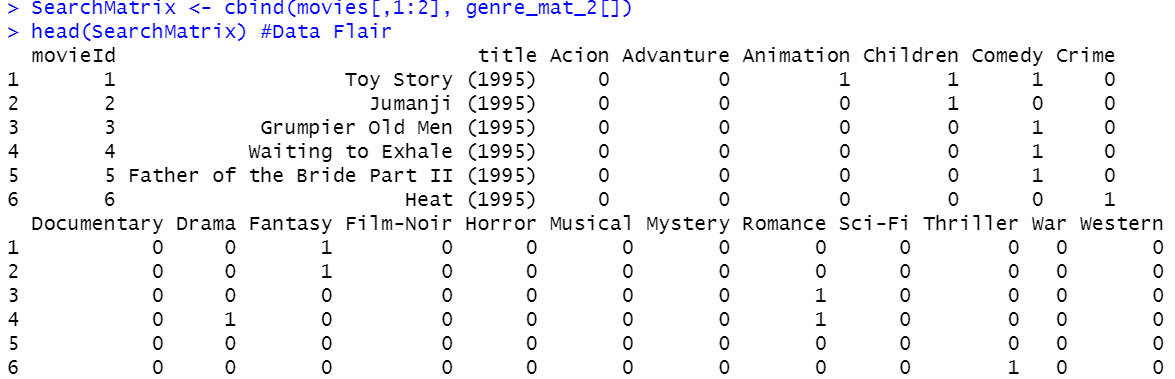 > SearchMatrix <- cbind(movies[,1:2], genre_mat_2[])
> head(SearchMatrix) #Data Flair
movieId title Acion Advanture Animation Children Comedy Crime
1 1 Toy Story (1995) 0 0 1 1 1 0
2 2 Jumanji (1995) 0 0 0 1 0 0
3 3 Grumpier Old Men (1995) 0 0 0 0 1 0
4 4 Waiting to Exhale (1995) 0 0 0 0 1 0
5 5 Father of the Bride Part II (1995) 0 0 0 0 1 0
6 6 Heat (1995) 0 0 0 0 0 1
Documentary Drama Fantasy Film-Noir Horror Musical Mystery Romance Sci-Fi Thriller War Western
1 0 0 1 0 0 0 0 0 0 0 0 0
2 0 0 1 0 0 0 0 0 0 0 0 0
3 0 0 0 0 0 0 0 1 0 0 0 0
4 0 1 0 0 0 0 0 1 0 0 0 0
5 0 0 0 0 0 0 0 0 0 0 0 0
6 0 0 0 0 0 0 0 0 0 1 0 0